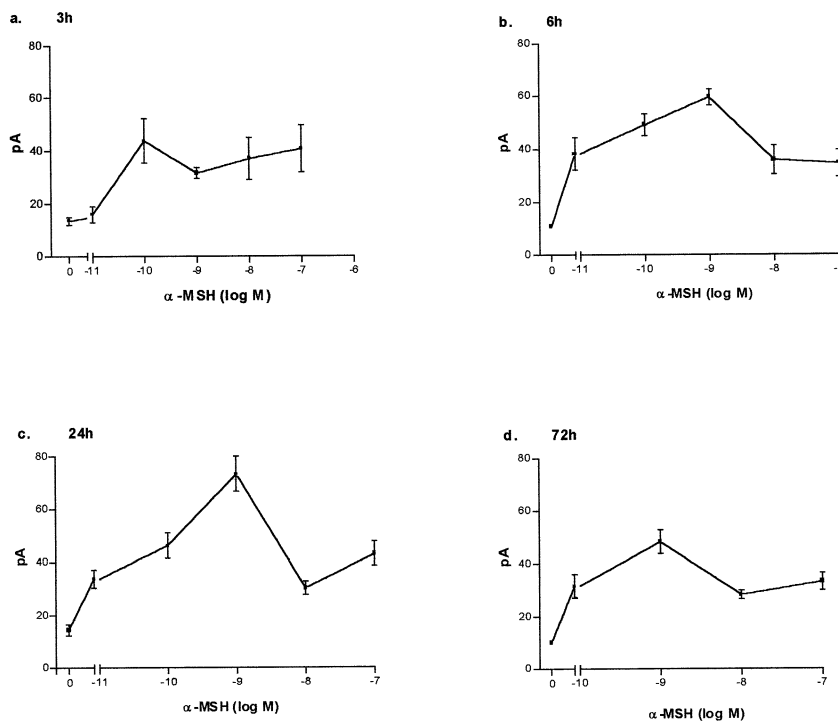 a. 3h
80
60
40
20
0
pA
0 -11 -10 -9 -8 -7 -6
α -MSH (log M)
b. 6h
80
60
40
20
0
pA
0 -11 -10 -9 -8 -
α -MSH (log M)
c. 24h
80
60
40
20
0
pA
0 -11 -10 -9 -8 -7
α-MSH (log M)
d. 72h
80
60
40
20
0
pA
0 -10 -9 -8 -7
α-MSH (log M)